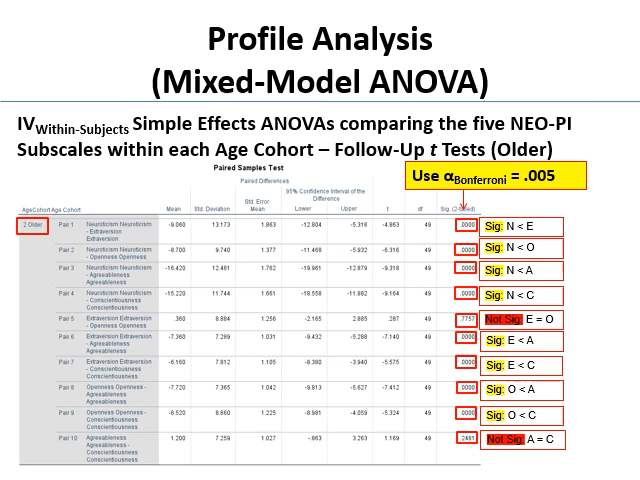 Profile Analysis
(Mixed-Model ANOVA)
IVWithin-Subjects Simple Effects ANOVAs comparing the five NEO-PI
Subscales within each Age Cohort – Follow-Up t Tests (Older)
Use αBonferroni = .005
Paired Samples Test
Paired Differences
95% Confidence Interval of the
Difference
Std. Error
AgeCohort Age Cohort Mean Std. Deviation Mean Lower Upper t df Sig. (2-tailed)
2 Older Pair 1 Neuroticism Neuroticism - Extraversion Extraversion -9.060 13.173 1.863 -12.804 -5.316 -4.863 49 .0000 Sig: N < E
Pair 2 Neuroticism Neuroticism - Openness Openness -8.700 9.740 1.377 -11.468 -5.932 -6.316 49 .0000 Sig: N < O
Pair 3 Neuroticism Neuroticism - Agreeableness Agreeableness -16.420 12.461 1.762 -19.961 -12.879 -9.318 49 .0000 Sig: N < A
Pair 4 Neuroticism Neuroticism - Conscientiousness Conscientiousness -15.220 11.744 1.661 -18.558 -11.882 -9.164 49 .0000 Sig: N < C
Pair 5 Extraversion Extraversion - Openness Openness .360 8.884 1.256 -2.165 2.885 .287 49 .7757 Not Sig: E = O
Pair 6 Extraversion Extraversion - Agreeableness Agreeableness -7.360 7.289 1.031 -9.432 -5.288 -7.140 49 .0000 Sig: E < A
Pair 7 Extraversion Extraversion - Conscientiousness Conscientiousness -6.160 7.812 1.105 -8.380 -3.940 -5.575 49 .0000 Sig: E < C
Pair 8 Openness Openness - Agreeableness Agreeableness -7.720 7.365 1.042 -9.813 -5.627 -7.412 49 .0000 Sig: O < A
Pair 9 Openness Openness - Conscientiousness Conscientiousness -6.520 8.660 1.225 -8.981 -4.059 -5.324 49 .0000 Sig: O < C
Pair 10 Agreeableness Agreeableness - Conscientiousness Conscientiousness 1.200 7.259 1.027 -.863 3.263 1.169 49 .2481 Not Sig: A = C